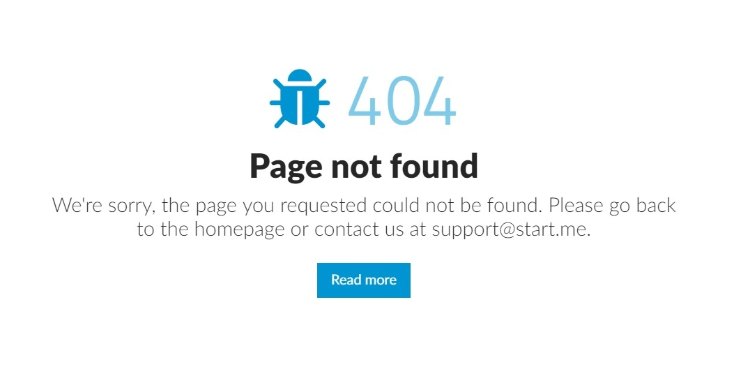 404
Page not found
We're sorry, the page you requested could not be found. Please go back
to the homepage or contact us at support@start.me.
Read more